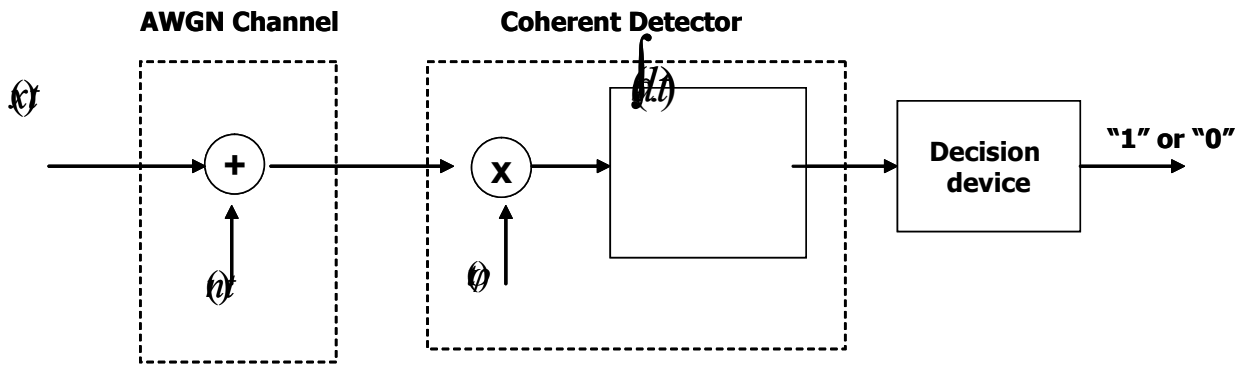 AWGN Channel
Coherent Detector
x(t)
+
n(t)
x
∫
"1" or "0"
Decision
device